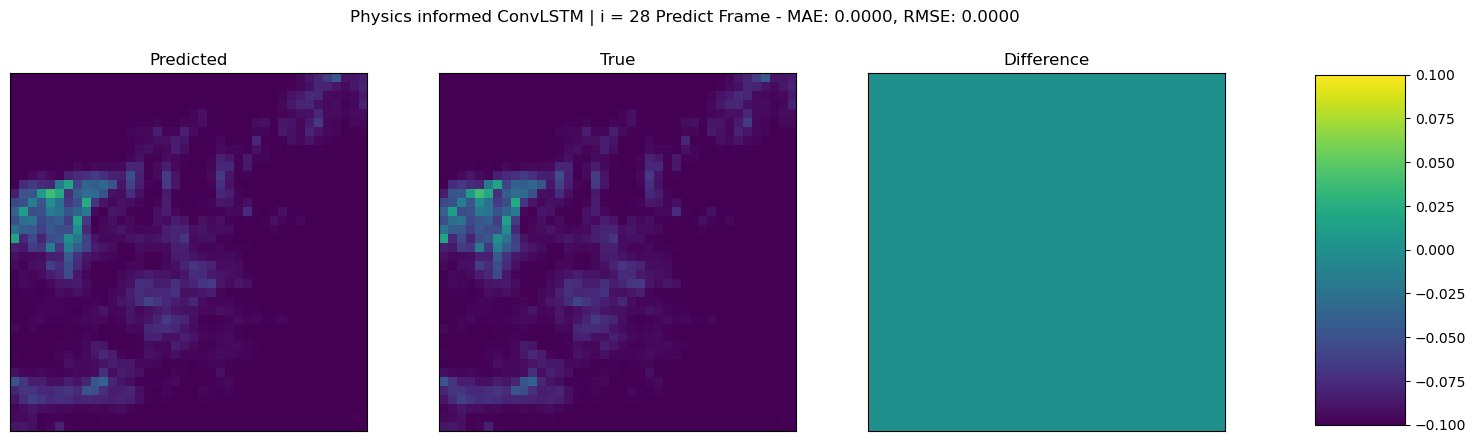 Physics informed ConvLSTM | i = 28 Predict Frame - MAE: 0.0000, RMSE: 0.0000
Predicted
True
Difference
0.100
0.075
0.050
0.025
0.000
−0.025
−0.050
−0.075
−0.100